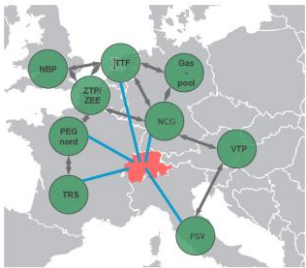 TTF
Gas
-
pool
NBP
ZTP/
ZEE
NCG
PEG
nord
VTP
TRS
PSV